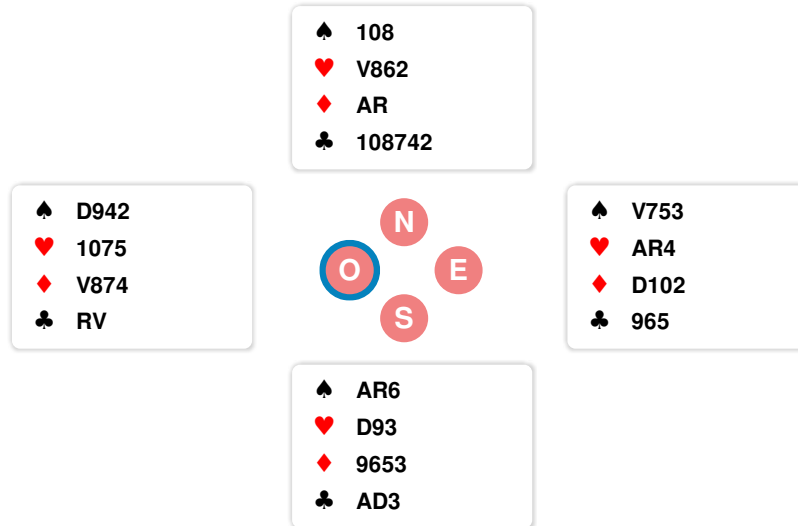 ♠ 108
♥ V862
♦ AR
♣ 108742
♠ D942
♥ 1075
♦ V874
♣ RV
N
O E
S
♠ V753
♥ AR4
♦ D102
♣ 965
♠ AR6
♥ D93
♦ 9653
♣ AD3